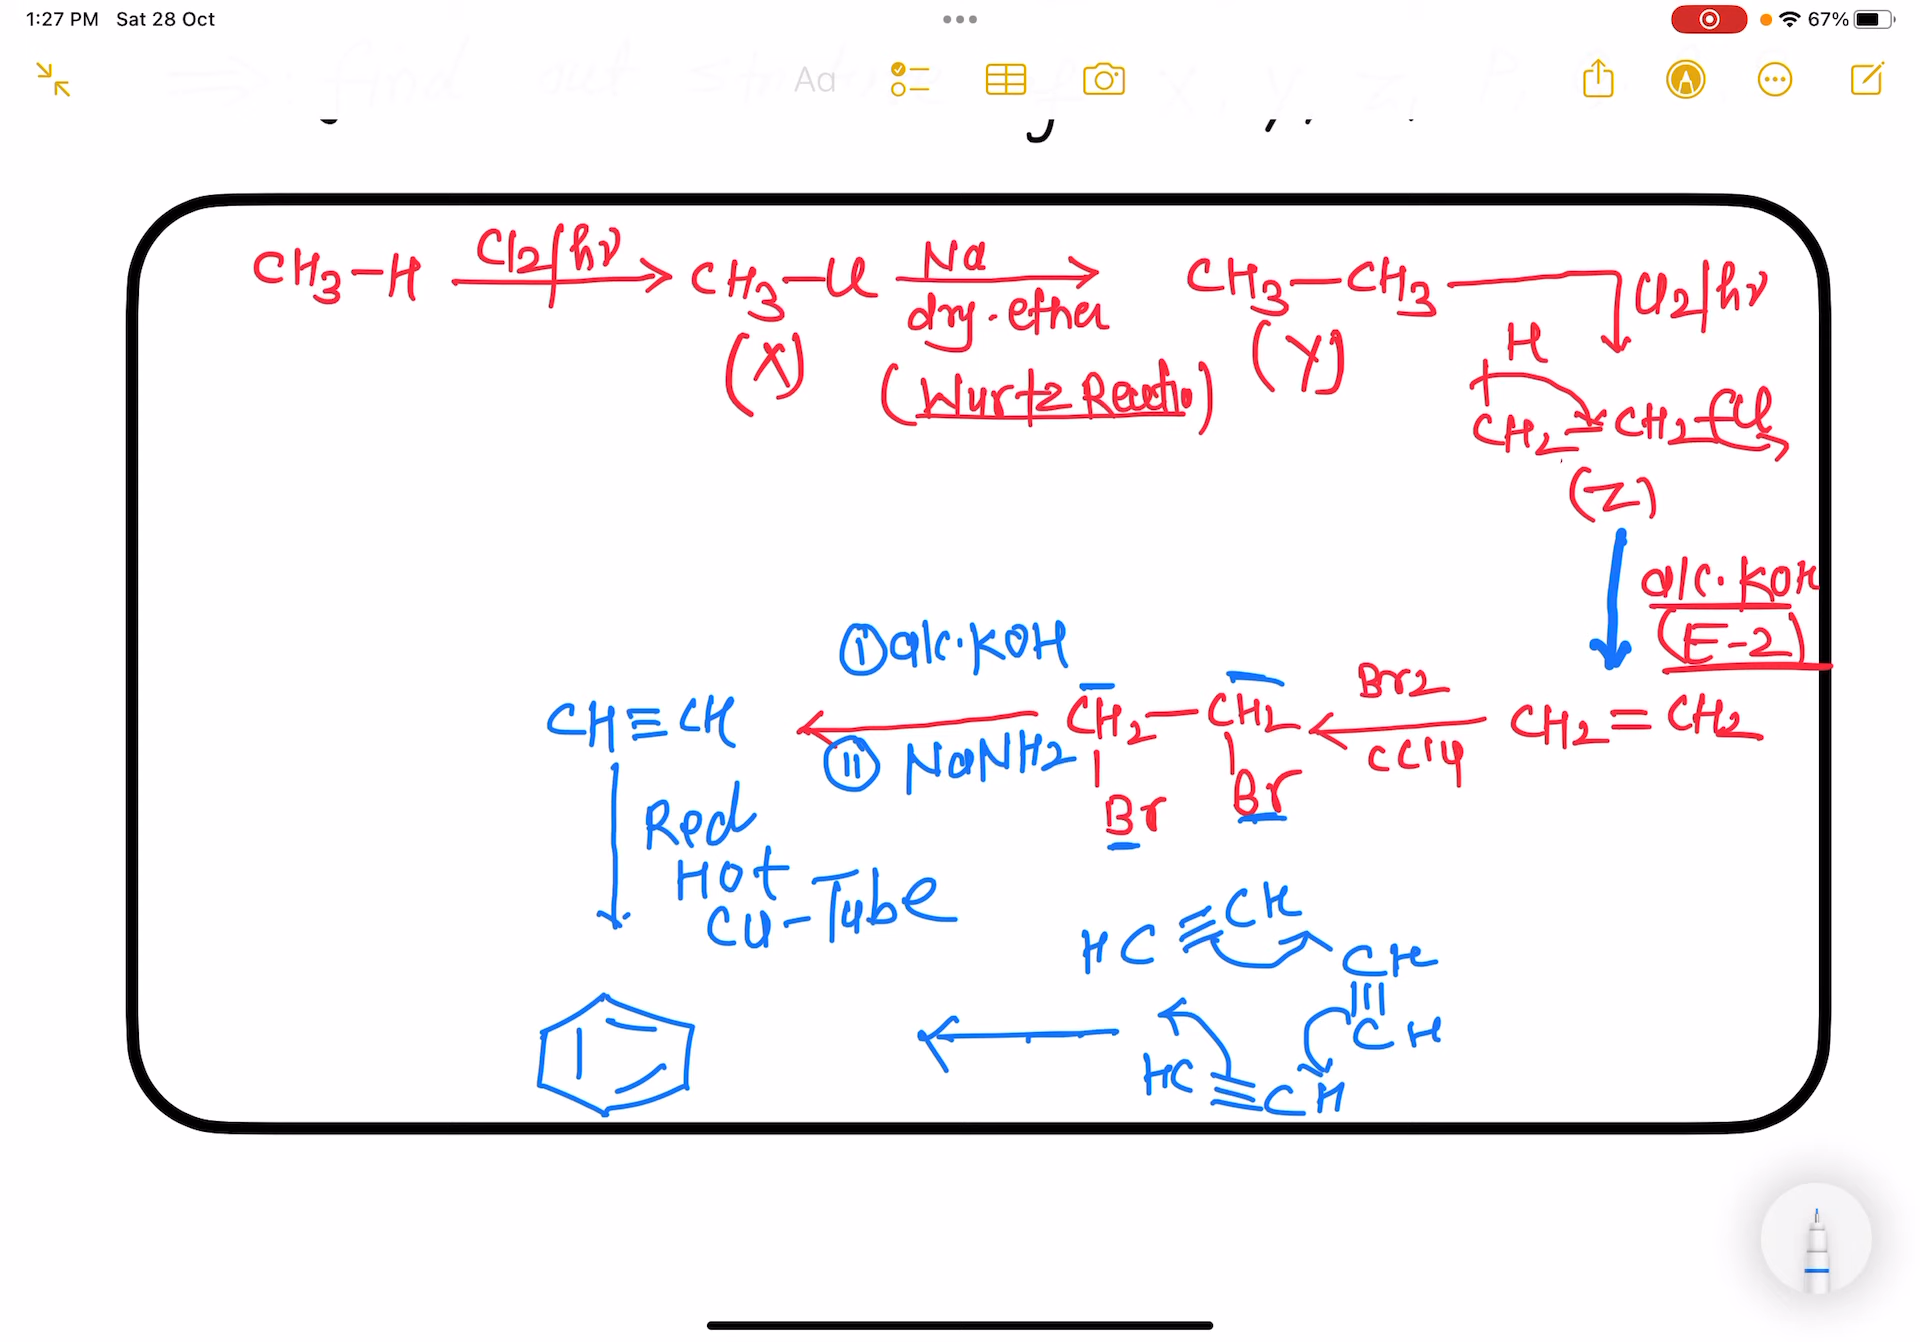 1:27 PM Sat 28 Oct
67%
Ad
CH3-H Cl2/hν CH3-Cl Na CH3-CH3 Cl2/hν
dry. ether
(X) (Wurtz Reactio) (Y)
H
CH2 CH2 Cl
(Z)
alc. KOH
(E-2)
I alc. KOH
CH≡CH CH2-CH2 Br2 CH2=CH2
II NaNH2 CCl4
Br Br
Red
Hot
Cu-Tube
HC≡CH
CH
≡
CH
HC≡CH